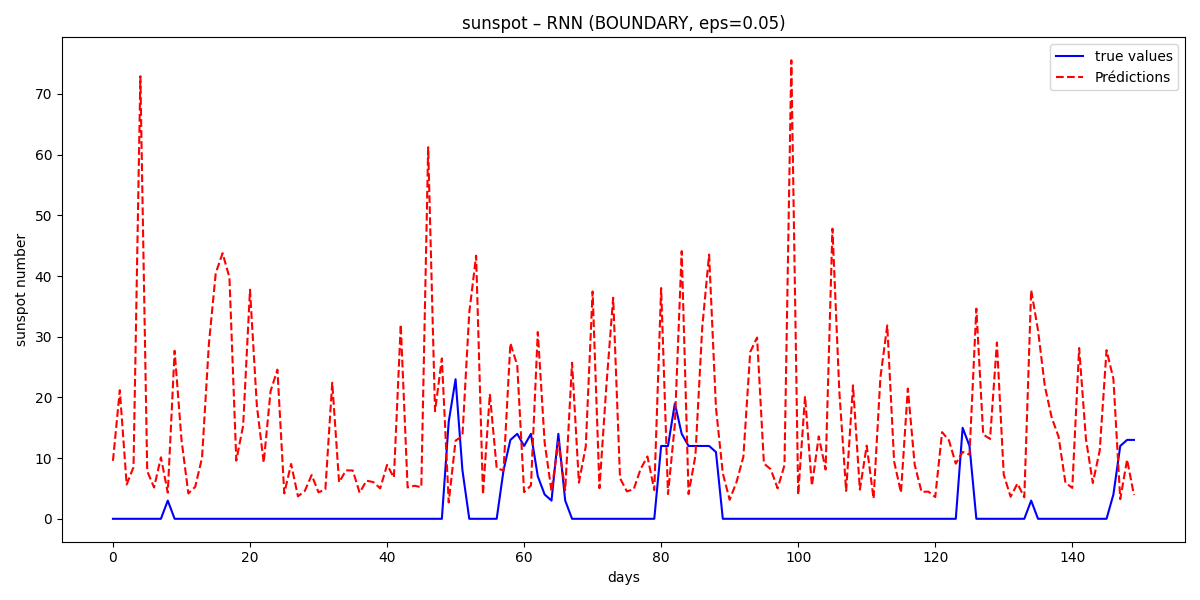 sunspot – RNN (BOUNDARY, eps=0.05)
true values
Prédictions
sunspot number
70
60
50
40
30
20
10
0
0 20 40 60 80 100 120 140
days